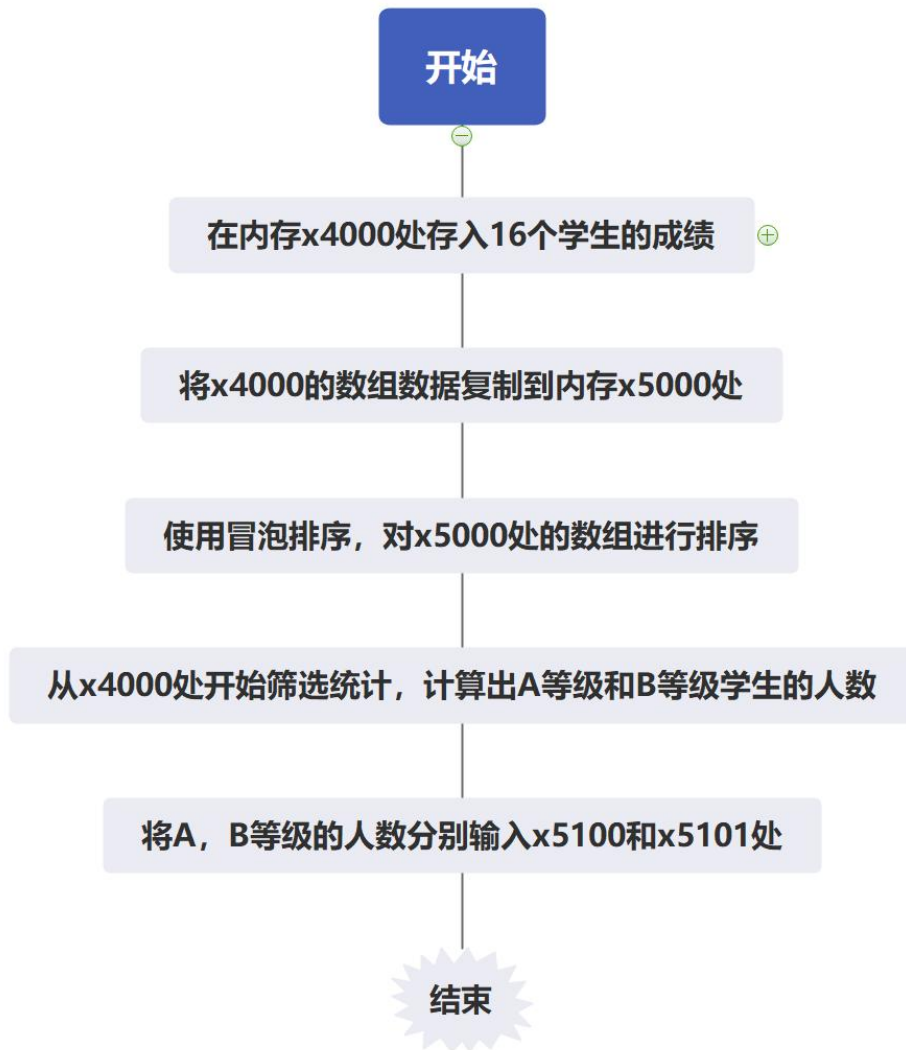 开始
在内存x4000处存入16个学生的成绩
将x4000的数组数据复制到内存x5000处
使用冒泡排序，对x5000处的数组进行排序
从x4000处开始筛选统计，计算出A等级和B等级学生的人数
将A，B等级的人数分别输入x5100和x5101处
结束